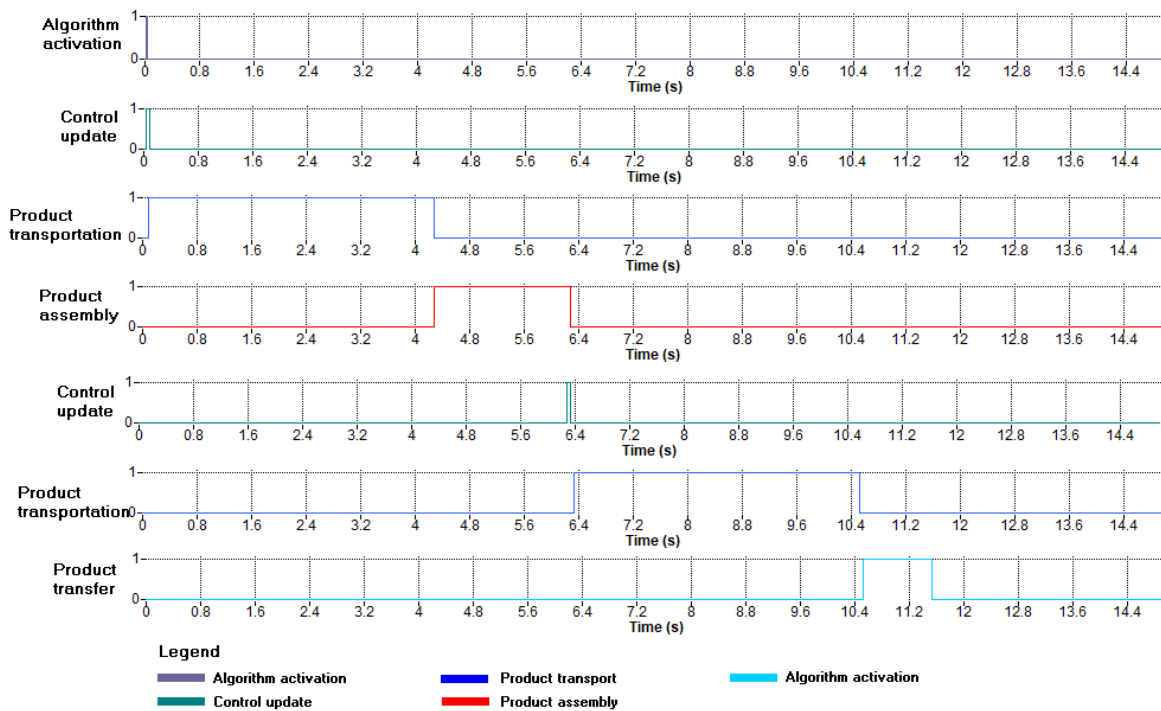 Algorithm
activation
1
0
0 0.8 1.6 2.4 3.2 4 4.8 5.6 6.4 7.2 8 8.8 9.6 10.4 11.2 12 12.8 13.6 14.4
Time (s)
Control
update
1
0
0 0.8 1.6 2.4 3.2 4 4.8 5.6 6.4 7.2 8 8.8 9.6 10.4 11.2 12 12.8 13.6 14.4
Time (s)
Product
transportation
1
0
0 0.8 1.6 2.4 3.2 4 4.8 5.6 6.4 7.2 8 8.8 9.6 10.4 11.2 12 12.8 13.6 14.4
Time (s)
Product
assembly
1
0
0 0.8 1.6 2.4 3.2 4 4.8 5.6 6.4 7.2 8 8.8 9.6 10.4 11.2 12 12.8 13.6 14.4
Time (s)
Control
update
1
0
0 0.8 1.6 2.4 3.2 4 4.8 5.6 6.4 7.2 8 8.8 9.6 10.4 11.2 12 12.8 13.6 14.4
Time (s)
Product
transportation
1
0
0 0.8 1.6 2.4 3.2 4 4.8 5.6 6.4 7.2 8 8.8 9.6 10.4 11.2 12 12.8 13.6 14.4
Time (s)
Product
transfer
1
0
0 0.8 1.6 2.4 3.2 4 4.8 5.6 6.4 7.2 8 8.8 9.6 10.4 11.2 12 12.8 13.6 14.4
Time (s)
Legend
Algorithm activation Product transport Algorithm activation
Control update Product assembly